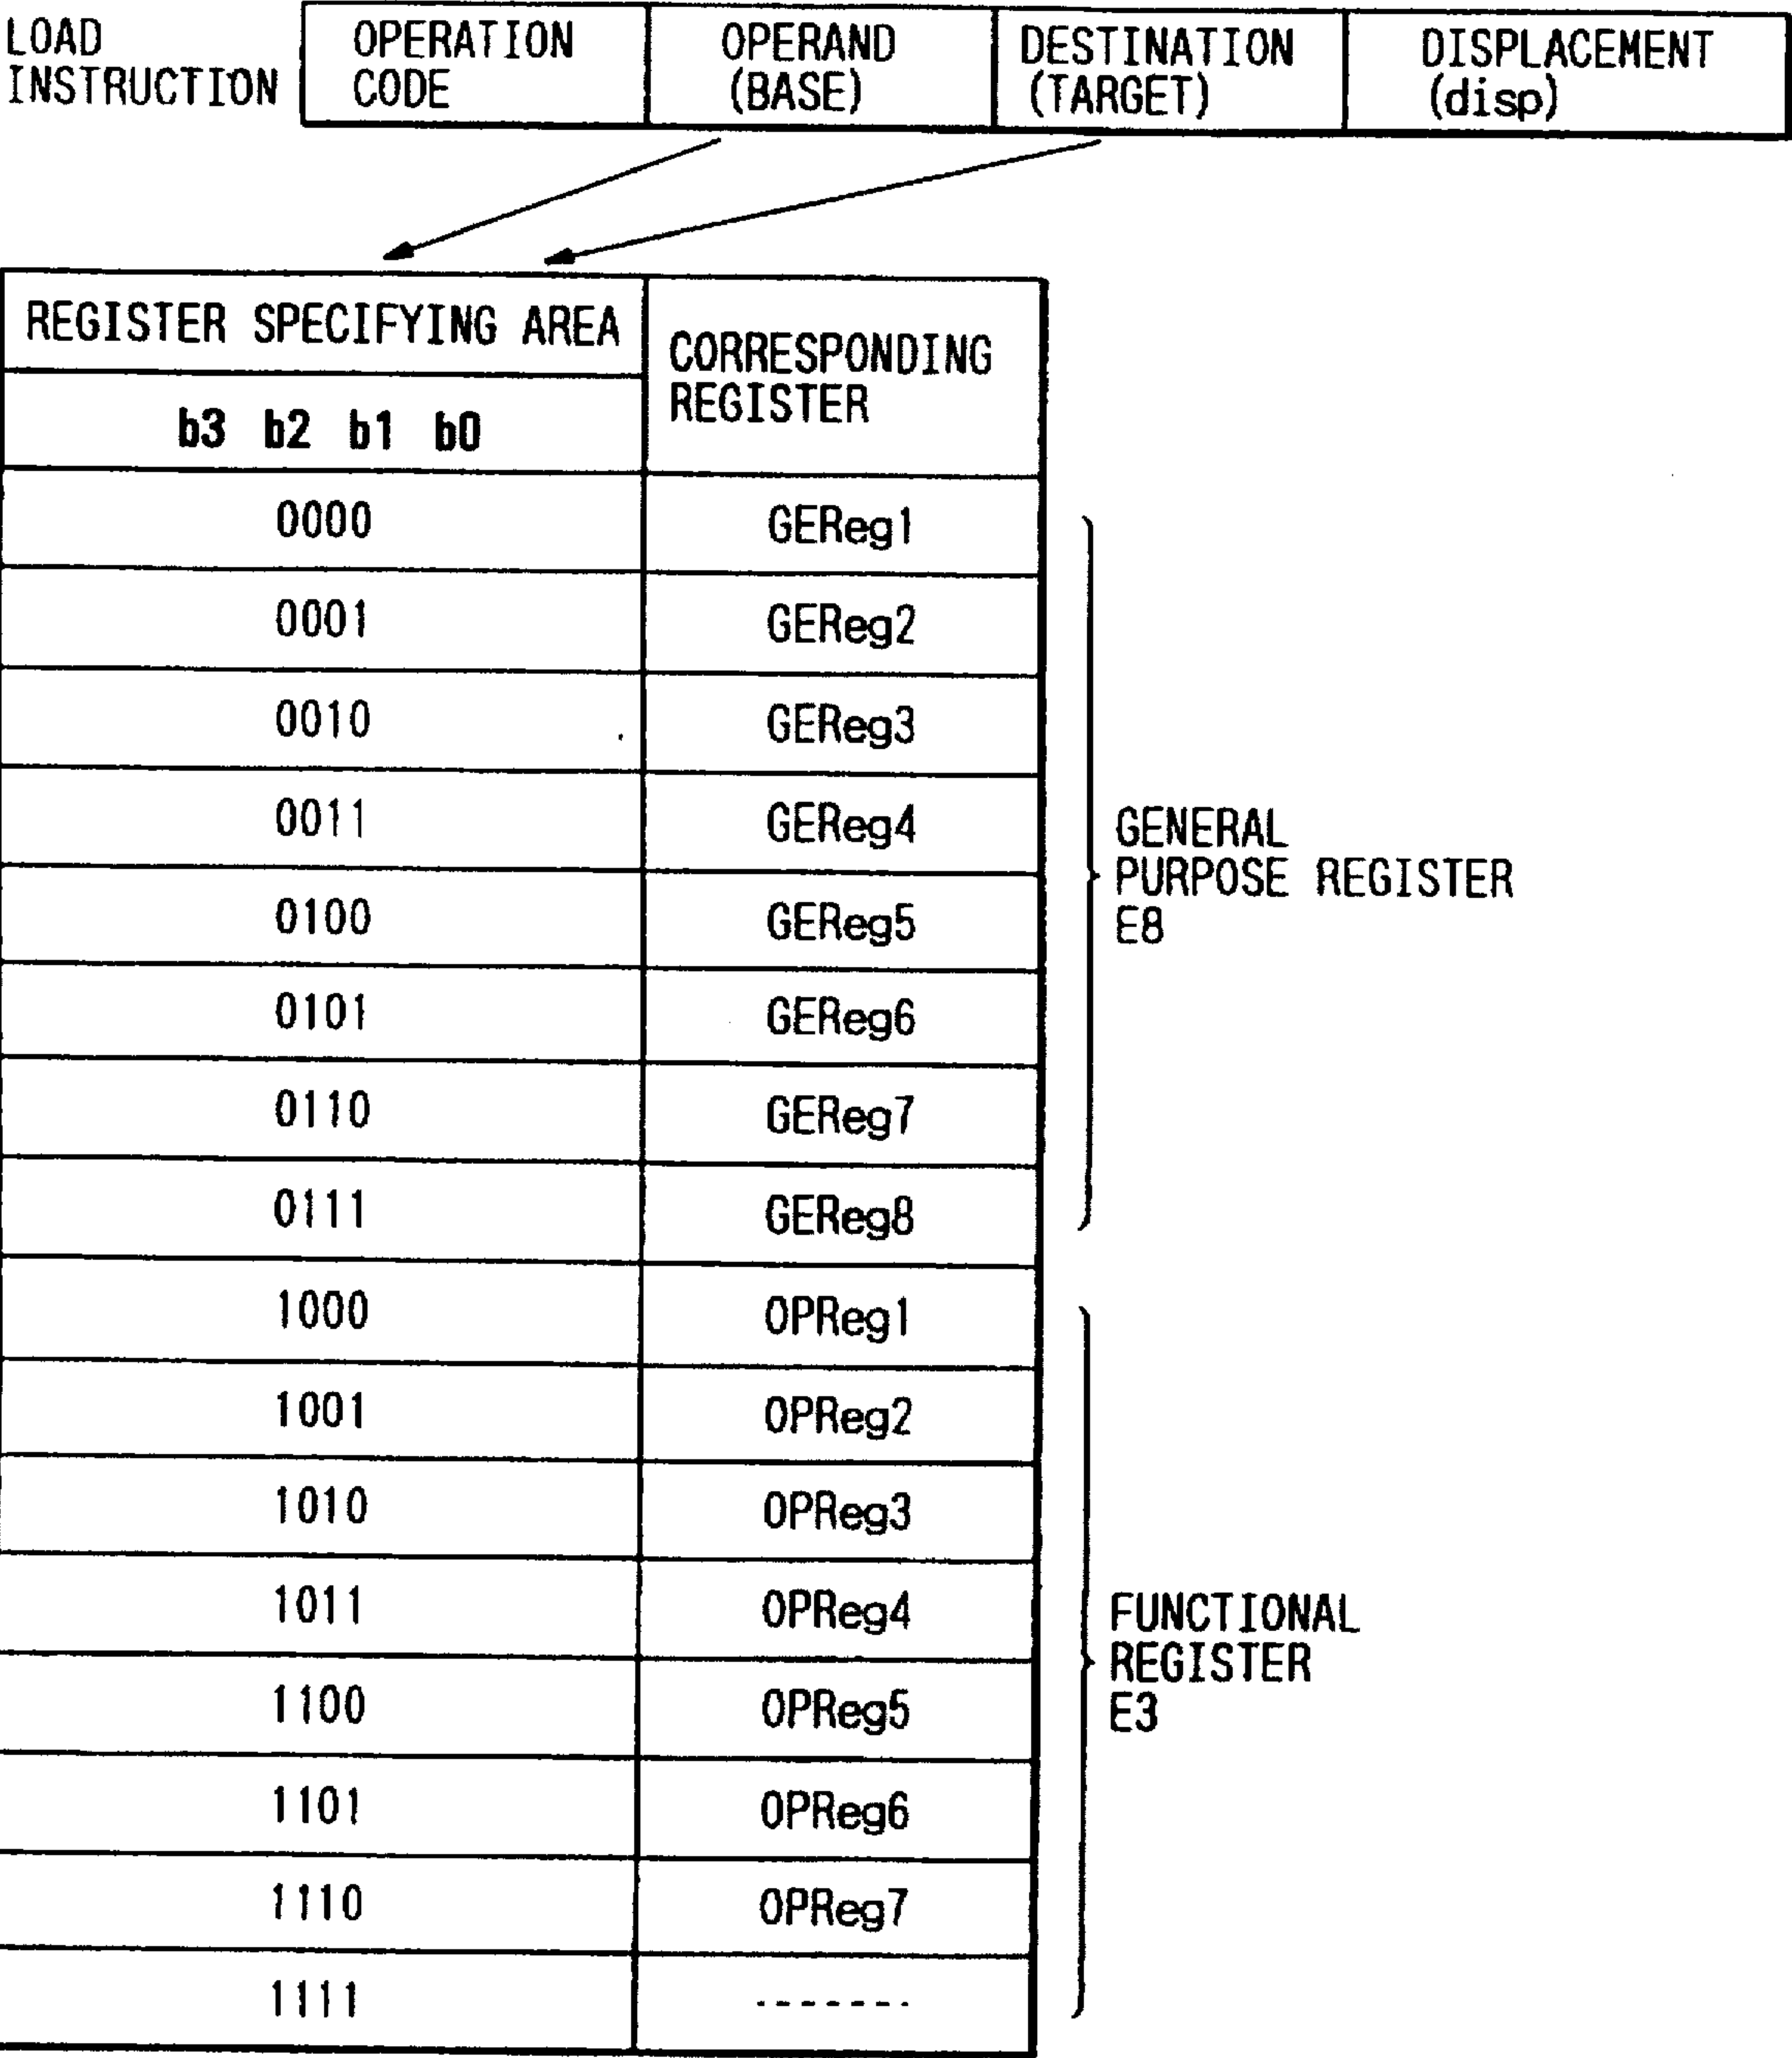 LOAD
INSTRUCTION
OPERATION
CODE
OPERAND
(BASE)
DESTINATION
(TARGET)
DISPLACEMENT
(disp)
REGISTER SPECIFYING AREA
CORRESPONDING
REGISTER
b3 b2 b1 b0
0000 GEReg1
0001 GEReg2
0010 GEReg3
0011 GEReg4
0100 GEReg5
0101 GEReg6
0110 GEReg7
0111 GEReg8
GENERAL
PURPOSE REGISTER
E8
1000 OPReg1
1001 OPReg2
1010 OPReg3
1011 OPReg4
1100 OPReg5
1101 OPReg6
1110 OPReg7
1111 -------
FUNCTIONAL
REGISTER
E3